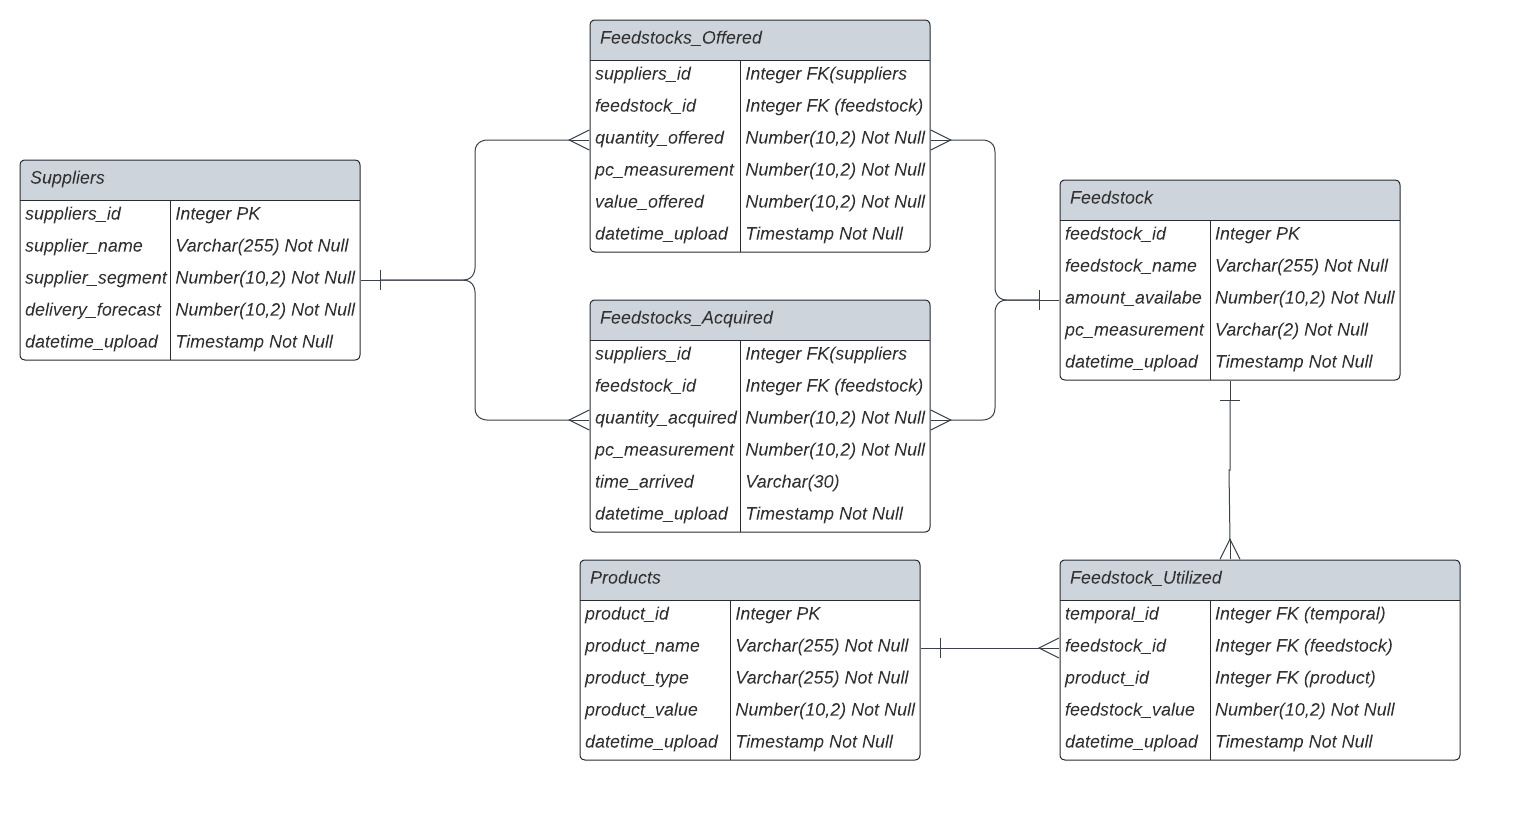 Feedstocks_Offered
suppliers_id Integer FK(suppliers
feedstock_id Integer FK (feedstock)
quantity_offered Number(10,2) Not Null
pc_measurement Number(10,2) Not Null
value_offered Number(10,2) Not Null
datetime_upload Timestamp Not Null
Suppliers
suppliers_id Integer PK
supplier_name Varchar(255) Not Null
supplier_segment Number(10,2) Not Null
delivery_forecast Number(10,2) Not Null
datetime_upload Timestamp Not Null
Feedstock
feedstock_id Integer PK
feedstock_name Varchar(255) Not Null
amount_availabe Number(10,2) Not Null
pc_measurement Varchar(2) Not Null
datetime_upload Timestamp Not Null
Feedstocks_Acquired
suppliers_id Integer FK(suppliers
feedstock_id Integer FK (feedstock)
quantity_acquired Number(10,2) Not Null
pc_measurement Number(10,2) Not Null
time_arrived Varchar(30)
datetime_upload Timestamp Not Null
Products
product_id Integer PK
product_name Varchar(255) Not Null
product_type Varchar(255) Not Null
product_value Number(10,2) Not Null
datetime_upload Timestamp Not Null
Feedstock_Utilized
temporal_id Integer FK (temporal)
feedstock_id Integer FK (feedstock)
product_id Integer FK (product)
feedstock_value Number(10,2) Not Null
datetime_upload Timestamp Not Null